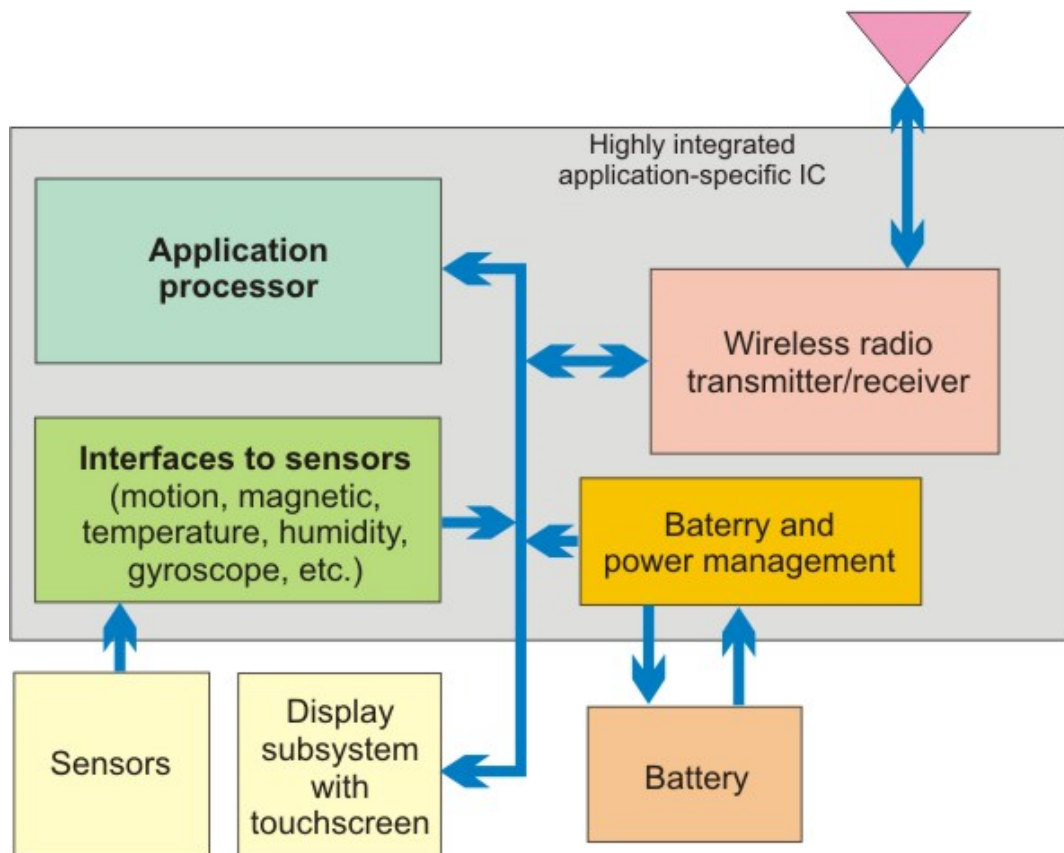 Highly integrated
application-specific IC
Application
processor
Wireless radio
transmitter/receiver
Interfaces to sensors
(motion, magnetic,
temperature, humidity,
gyroscope, etc.)
Baterry and
power management
Sensors
Display
subsystem
with
touchscreen
Battery